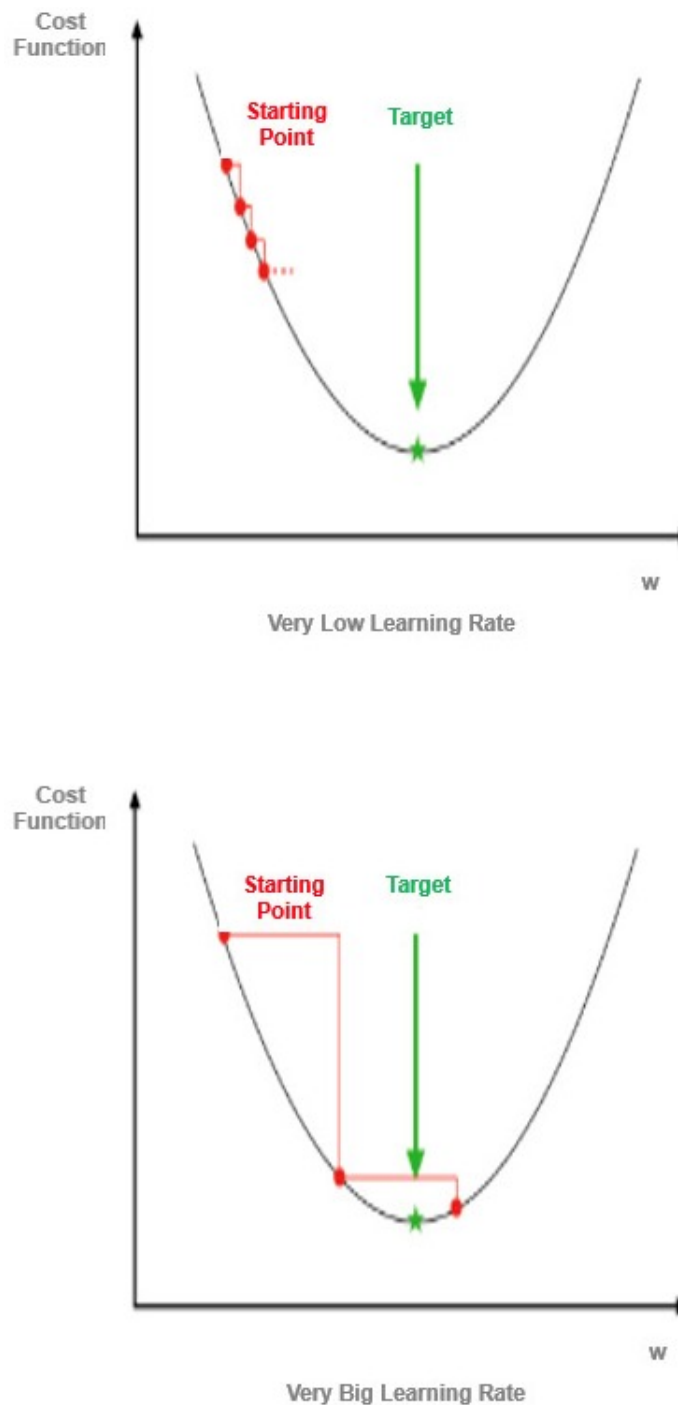 Cost
Function
Starting
Point
Target
w
Very Low Learning Rate
Cost
Function
Starting
Point
Target
w
Very Big Learning Rate